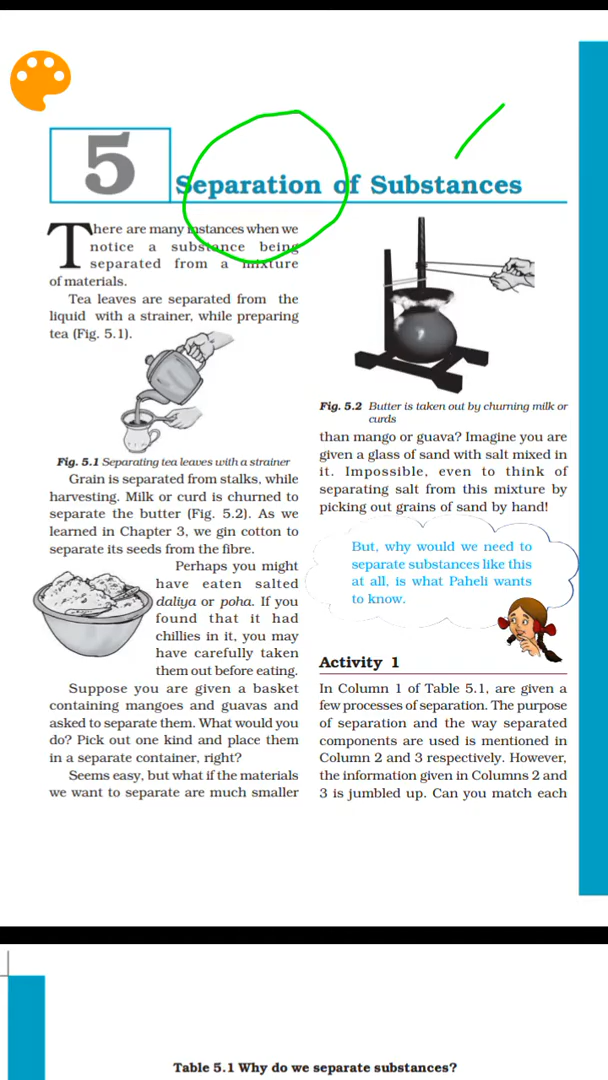 5
Separation of Substances
There are many instances when we
notice a substance being
separated from a mixture
of materials.
Tea leaves are separated from the
liquid with a strainer, while preparing
tea (Fig. 5.1).
Fig. 5.1 Separating tea leaves with a strainer
Grain is separated from stalks, while
harvesting. Milk or curd is churned to
separate the butter (Fig. 5.2). As we
learned in Chapter 3, we gin cotton to
separate its seeds from the fibre.
Perhaps you might
have eaten salted
daliya or poha. If you
found that it had
chillies in it, you may
have carefully taken
them out before eating.
Suppose you are given a basket
containing mangoes and guavas and
asked to separate them. What would you
do? Pick out one kind and place them
in a separate container, right?
Seems easy, but what if the materials
we want to separate are much smaller
Fig. 5.2 Butter is taken out by churning milk or
curds
than mango or guava? Imagine you are
given a glass of sand with salt mixed in
it. Impossible, even to think of
separating salt from this mixture by
picking out grains of sand by hand!
But, why would we need to
separate substances like this
at all, is what Paheli wants
to know.
Activity 1
In Column 1 of Table 5.1, are given a
few processes of separation. The purpose
of separation and the way separated
components are used is mentioned in
Column 2 and 3 respectively. However,
the information given in Columns 2 and
3 is jumbled up. Can you match each
Table 5.1 Why do we separate substances?